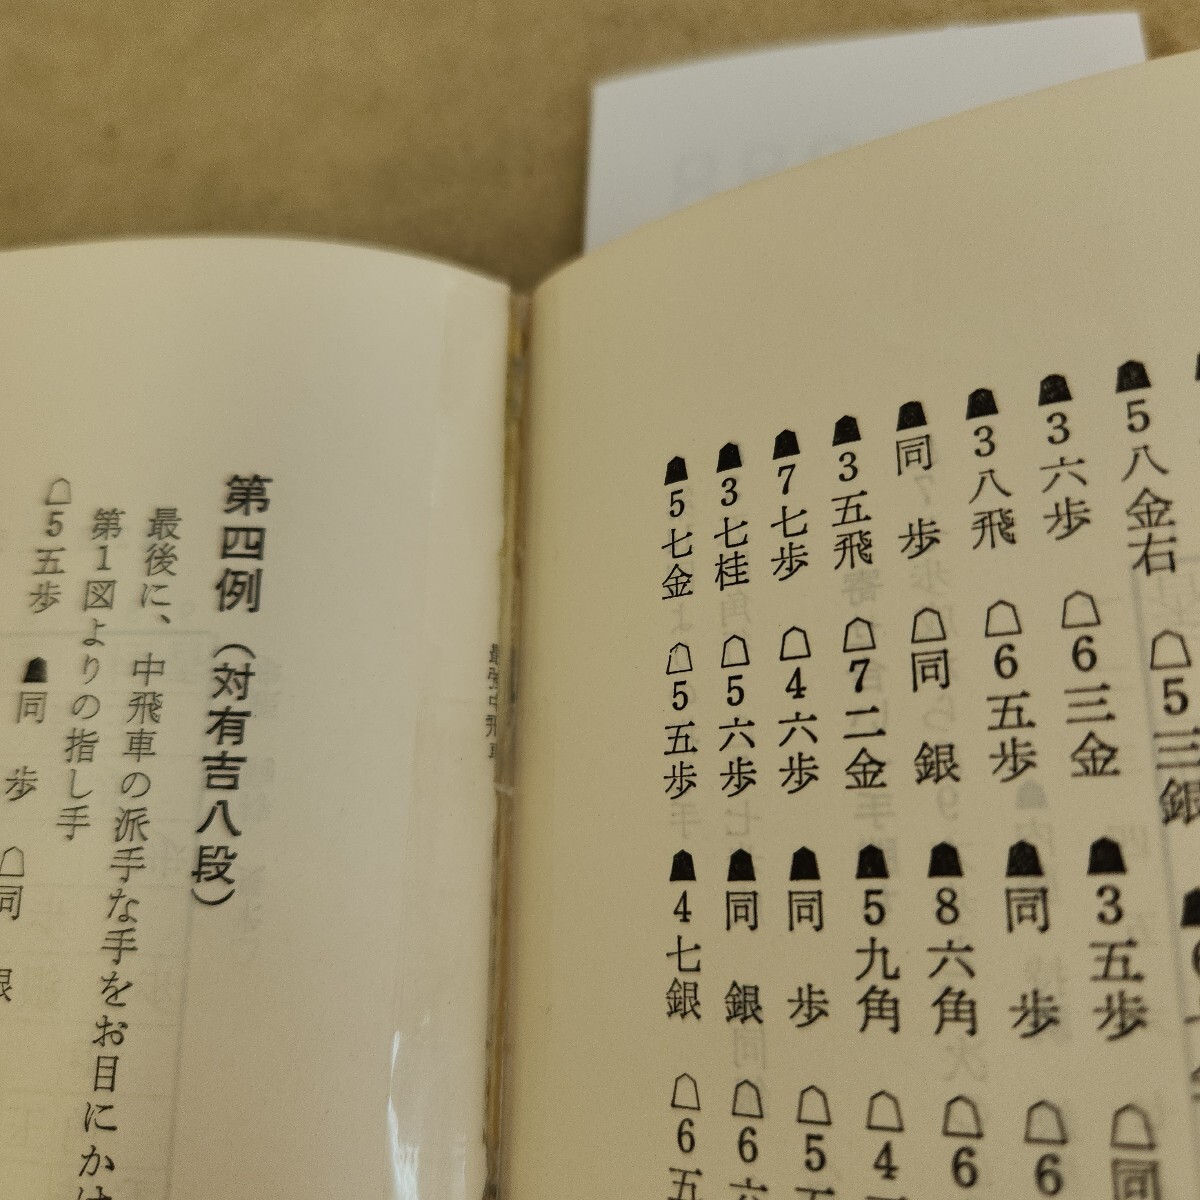 ☗5八金右 ☖5三銀
☗3六歩 ☖6三金 ☗3五歩 ☖同
☗3八飛 ☖6五歩 ☗同歩 ☖6
☗同歩 ☖同銀 ☗8六角 ☖6
☗3五飛 ☖7二金 ☗5九角 ☖4
☗7七歩 ☖4六歩 ☗同歩 ☖5
☗3七桂 ☖5六歩 ☗同銀 ☖6六
☗5七金 ☖5五歩 ☗4七銀 ☖6五
最強中飛車
第四例(対有吉八段)
最後に、中飛車の派手な手をお目にかけ
第1図よりの指し手
☖5五歩 ☗同歩 ☖同銀